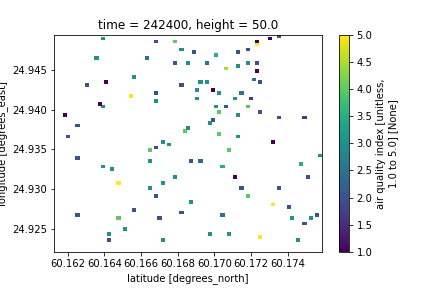 time = 242400, height = 50.0
24.945
24.940
24.935
24.930
24.925
longitude [degrees_east]
60.162 60.164 60.166 60.168 60.170 60.172 60.174
latitude [degrees_north]
5.0
4.5
4.0
3.5
3.0
2.5
2.0
1.5
1.0
air quality index [unitless,
1.0 to 5.0] [None]